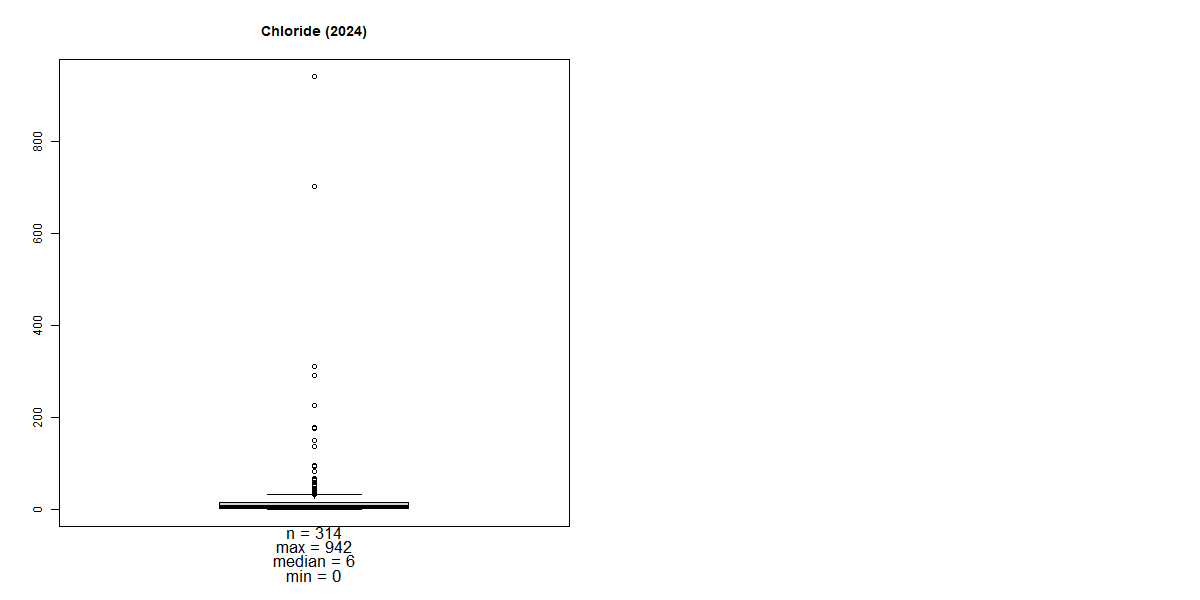 Chloride (2024)
800
600
400
200
0
n = 314
max = 942
median = 6
min = 0